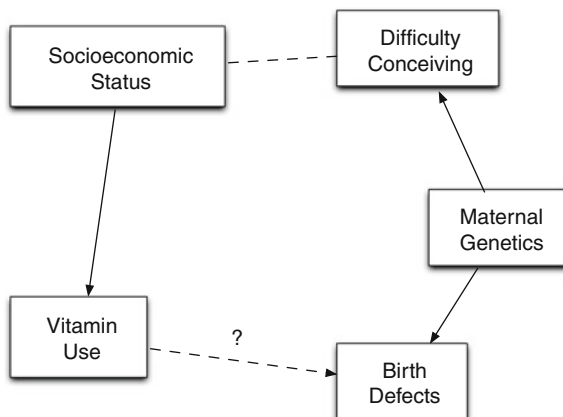 Socioeconomic
Status
Difficulty
Conceiving
Maternal
Genetics
Vitamin
Use
?
Birth
Defects